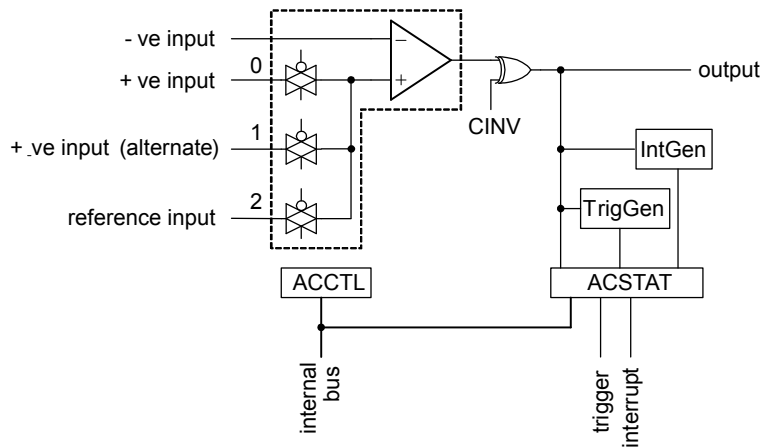 - ve input
+ ve input
0
−
+
output
CINV
+ -ve input (alternate)
1
IntGen
reference input
2
TrigGen
ACCTL
ACSTAT
internal
bus
trigger
interrupt